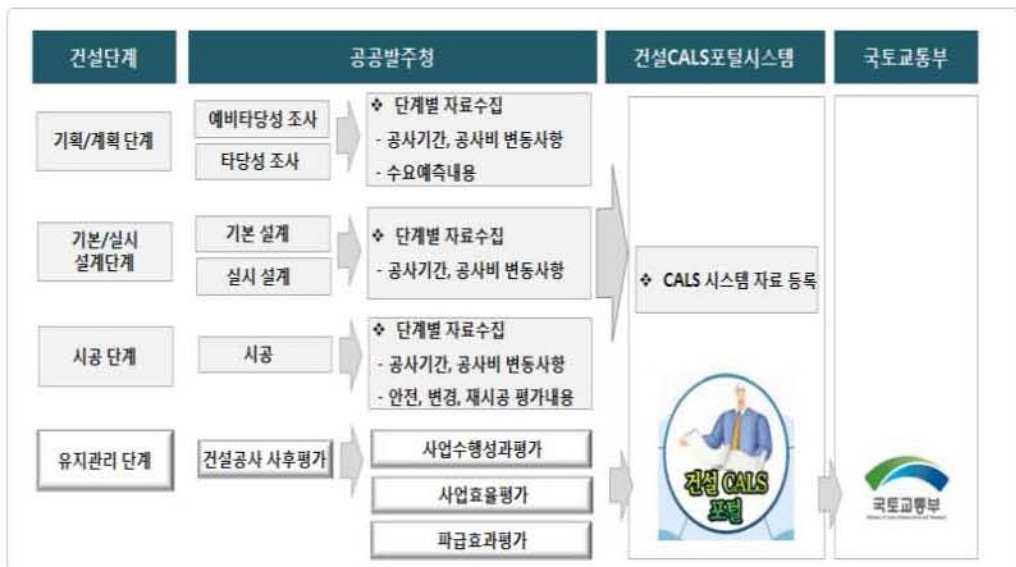 건설단계
공공발주청
건설CALS포털시스템
국토교통부
기획/계획 단계
예비타당성 조사
타당성 조사
❖ 단계별 자료수집
- 공사기간, 공사비 변동사항
- 수요예측내용
기본/실시
설계단계
기본 설계
실시 설계
❖ 단계별 자료수집
- 공사기간, 공사비 변동사항
❖ CALS 시스템 자료 등록
시공 단계
시공
❖ 단계별 자료수집
- 공사기간, 공사비 변동사항
- 안전, 변경, 재시공 평가내용
유지관리 단계
건설공사 사후평가
사업수행성과평가
사업효율평가
파급효과평가
건설 CALS
포털
국토교통부